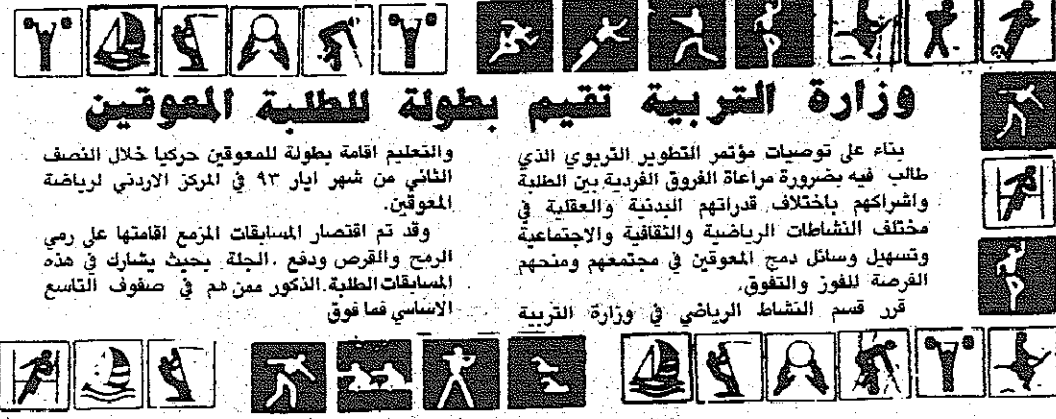 وزارة التربية تقيم بطولة للطلبة المعوقين
بناء على توصيات مؤتمر التطوير التربوي الذي
طالب فيه بضرورة مراعاة الفروق الفردية بين الطلبة
واشراكهم باختلاف قدراتهم البدنية والعقلية في
مختلف النشاطات الرياضية والثقافية والاجتماعية
وتسهيل وسائل دمج المعوقين في مجتمعهم ومنحهم
الفرصة للفوز والتفوق.
قرر قسم النشاط الرياضي في وزارة التربية
والتعليم اقامة بطولة للمعوقين حركيا خلال النصف
الثاني من شهر ايار ٩٣ في المركز الاردني لرياضة
المعوقين.
وقد تم اقتصار المسابقات المزمع اقامتها على رمي
الرمح والقرص ودفع الجلة بحيث يشارك في هذه
المسابقات الطلبة الذكور ممن هم في صفوف التاسع
الاساسي فما فوق